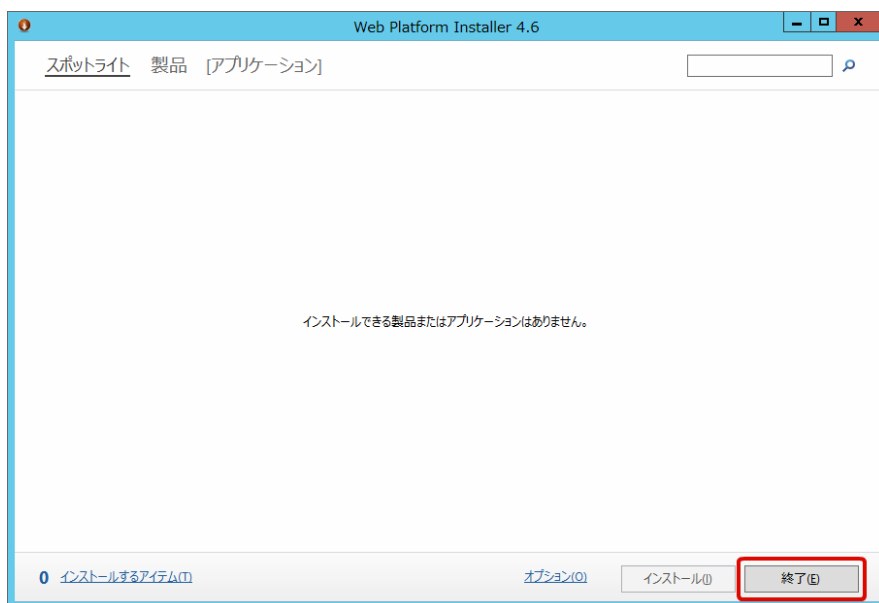 Web Platform Installer 4.6
スポットライト 製品 [アプリケーション]
インストールできる製品またはアプリケーションはありません。
0 インストールするアイテム(T) オプション(O) インストール(I) 終了(E)